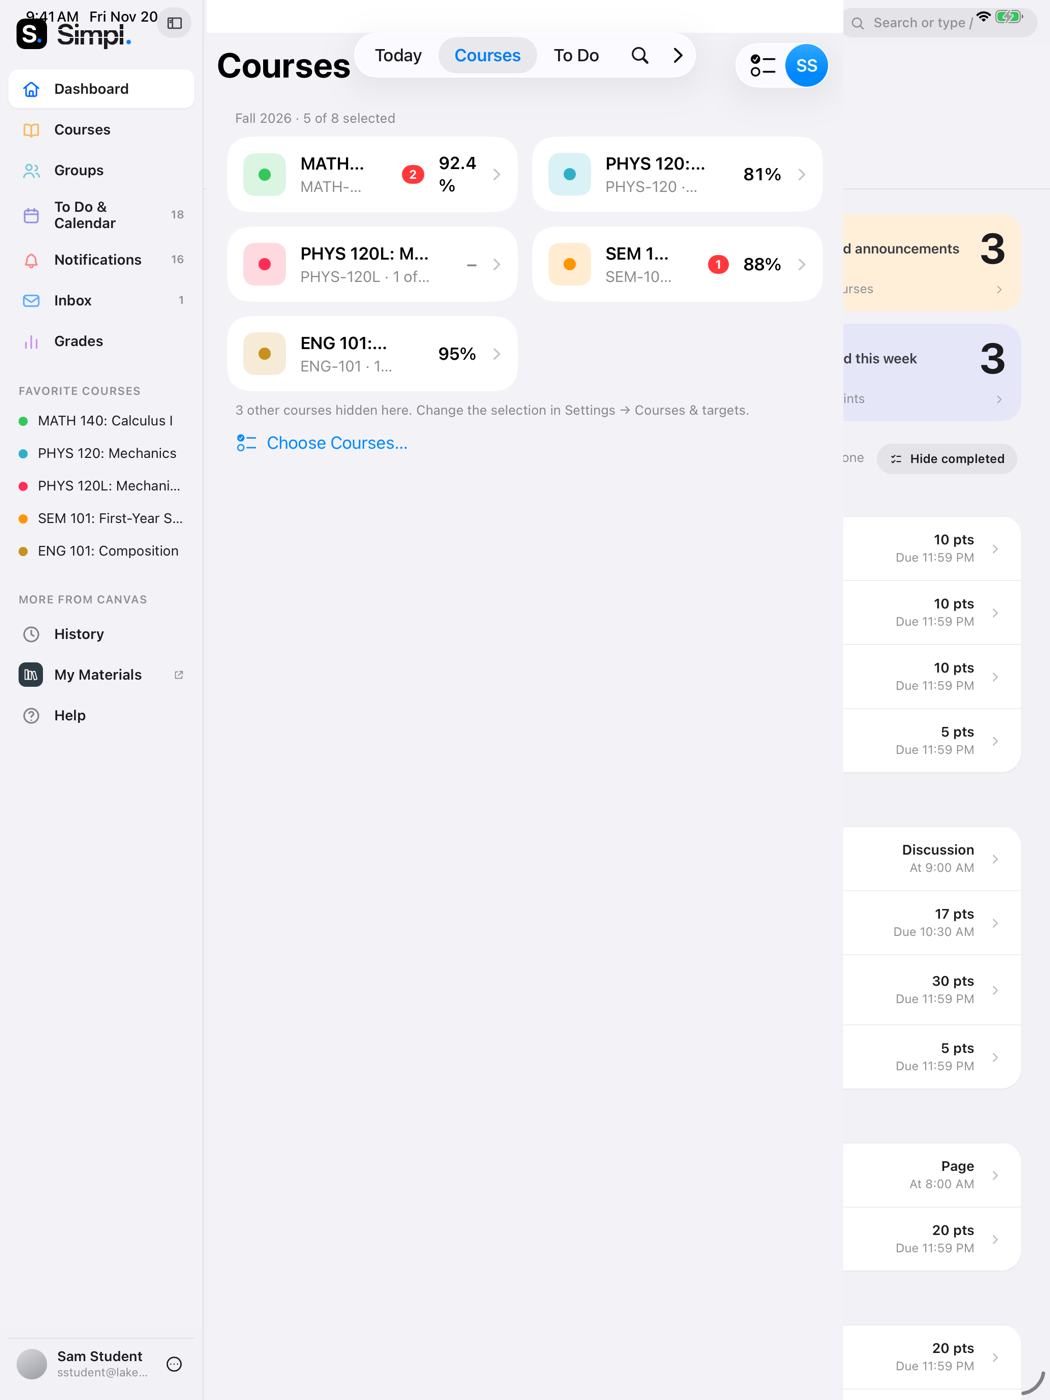 9:41 AM Fri Nov 20
S.
Simpl.
Search or type /
Dashboard
Courses
Groups
To Do &
Calendar
18
Notifications
16
Inbox
1
Grades
FAVORITE COURSES
MATH 140: Calculus I
PHYS 120: Mechanics
PHYS 120L: Mechani...
SEM 101: First-Year S...
ENG 101: Composition
MORE FROM CANVAS
History
My Materials
Help
Sam Student
sstudent@lake...
Courses
Today
Courses
To Do
SS
Fall 2026 · 5 of 8 selected
MATH...
MATH-...
2
92.4
%
PHYS 120:...
PHYS-120 ·...
81%
PHYS 120L: M...
PHYS-120L · 1 of...
–
SEM 1...
SEM-10...
1
88%
ENG 101:...
ENG-101 · 1...
95%
3 other courses hidden here. Change the selection in Settings → Courses & targets.
Choose Courses...
d announcements
3
urses
d this week
3
ints
one
Hide completed
10 pts
Due 11:59 PM
10 pts
Due 11:59 PM
10 pts
Due 11:59 PM
5 pts
Due 11:59 PM
Discussion
At 9:00 AM
17 pts
Due 10:30 AM
30 pts
Due 11:59 PM
5 pts
Due 11:59 PM
Page
At 8:00 AM
20 pts
Due 11:59 PM
20 pts
Due 11:59 PM